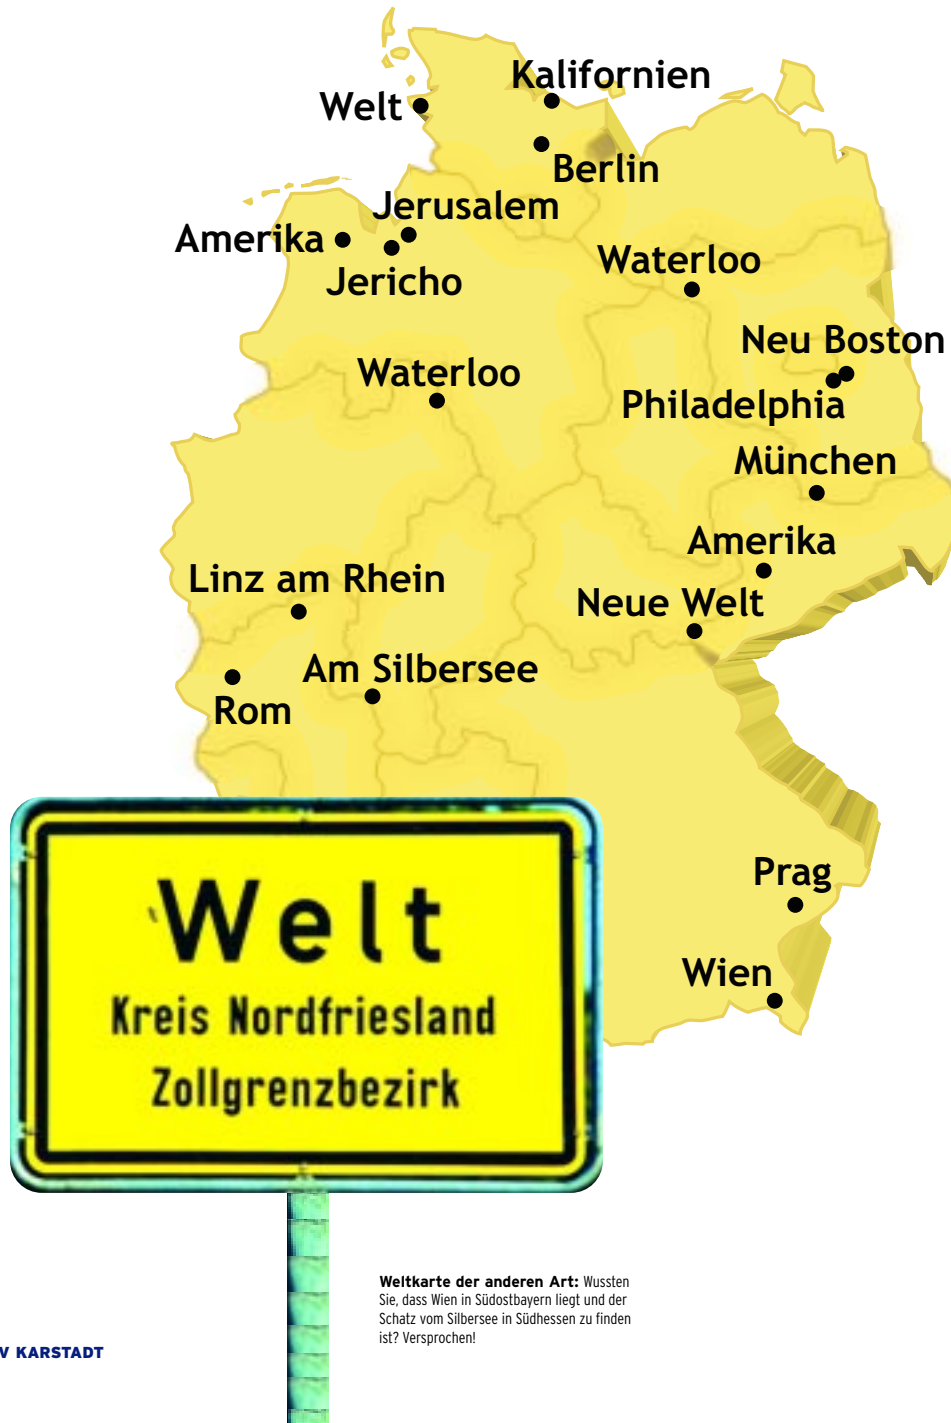 Kalifornien
Welt
Berlin
Jerusalem
Amerika
Waterloo
Jericho
Neu Boston
Waterloo
Philadelphia
München
Amerika
Linz am Rhein
Neue Welt
Am Silbersee
Rom
Prag
Wien
Welt
Kreis Nordfriesland
Zollgrenzbezirk
Weltkarte der anderen Art: Wussten
Sie, dass Wien in Südostbayern liegt und der
Schatz vom Silbersee in Südhessen zu finden
ist? Versprochen!
V KARSTADT